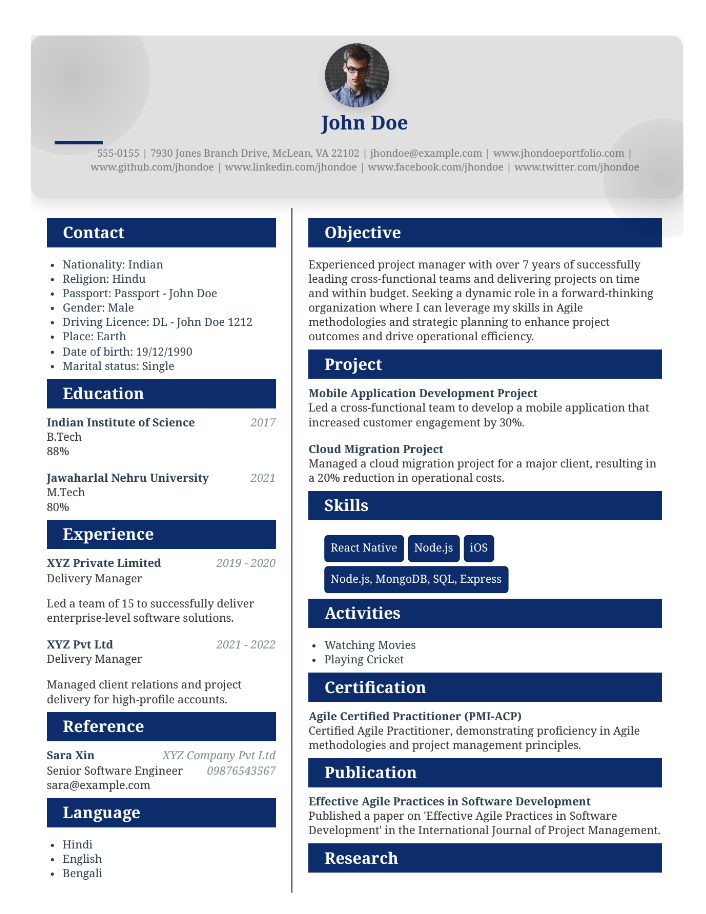 John Doe
555-0155 | 7930 Jones Branch Drive, McLean, VA 22102 | jhondoe@example.com | www.jhondoeportfolio.com |
www.github.com/jhondoe | www.linkedin.com/jhondoe | www.facebook.com/jhondoe | www.twitter.com/jhondoe
Contact
• Nationality: Indian
• Religion: Hindu
• Passport: Passport - John Doe
• Gender: Male
• Driving Licence: DL - John Doe 1212
• Place: Earth
• Date of birth: 19/12/1990
• Marital status: Single
Education
Indian Institute of Science 2017
B.Tech
88%
Jawaharlal Nehru University 2021
M.Tech
80%
Experience
XYZ Private Limited 2019 - 2020
Delivery Manager
Led a team of 15 to successfully deliver
enterprise-level software solutions.
XYZ Pvt Ltd 2021 - 2022
Delivery Manager
Managed client relations and project
delivery for high-profile accounts.
Reference
Sara Xin XYZ Company Pvt Ltd
Senior Software Engineer 09876543567
sara@example.com
Language
• Hindi
• English
• Bengali
Objective
Experienced project manager with over 7 years of successfully
leading cross-functional teams and delivering projects on time
and within budget. Seeking a dynamic role in a forward-thinking
organization where I can leverage my skills in Agile
methodologies and strategic planning to enhance project
outcomes and drive operational efficiency.
Project
Mobile Application Development Project
Led a cross-functional team to develop a mobile application that
increased customer engagement by 30%.
Cloud Migration Project
Managed a cloud migration project for a major client, resulting in
a 20% reduction in operational costs.
Skills
React Native Node.js iOS
Node.js, MongoDB, SQL, Express
Activities
• Watching Movies
• Playing Cricket
Certification
Agile Certified Practitioner (PMI-ACP)
Certified Agile Practitioner, demonstrating proficiency in Agile
methodologies and project management principles.
Publication
Effective Agile Practices in Software Development
Published a paper on 'Effective Agile Practices in Software
Development' in the International Journal of Project Management.
Research